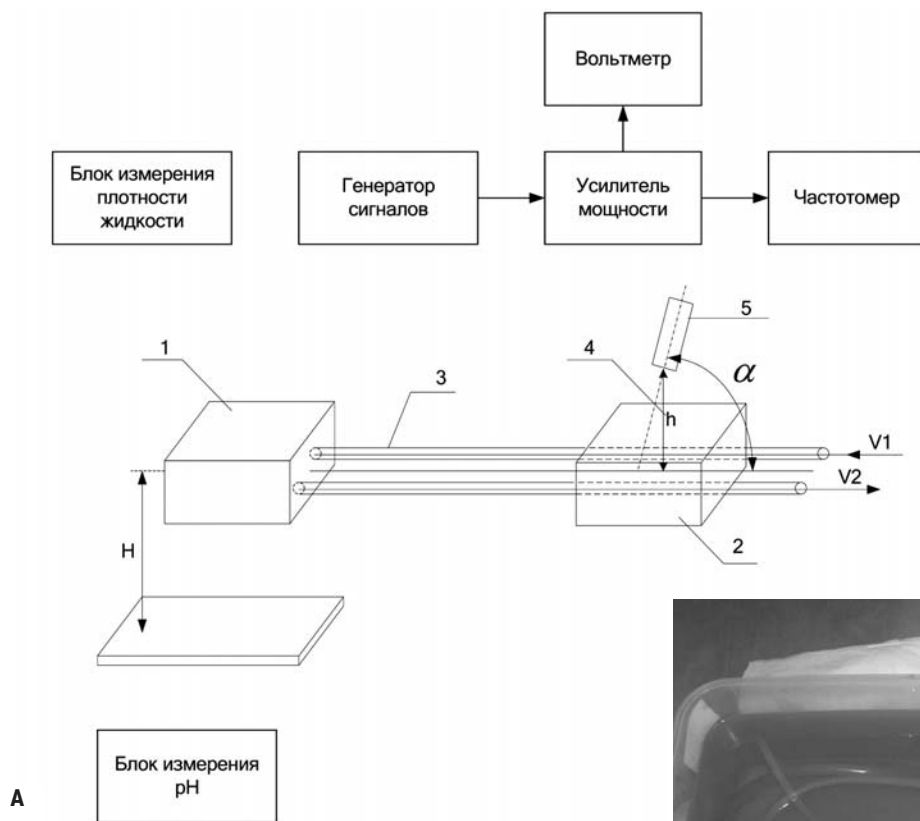 Вольтметр
Блок измерения
плотности
жидкости
Генератор
сигналов
Усилитель
мощности
Частотомер
5
1
4
α
3
h
V1
V2
H
2
Блок измерения
pH
A